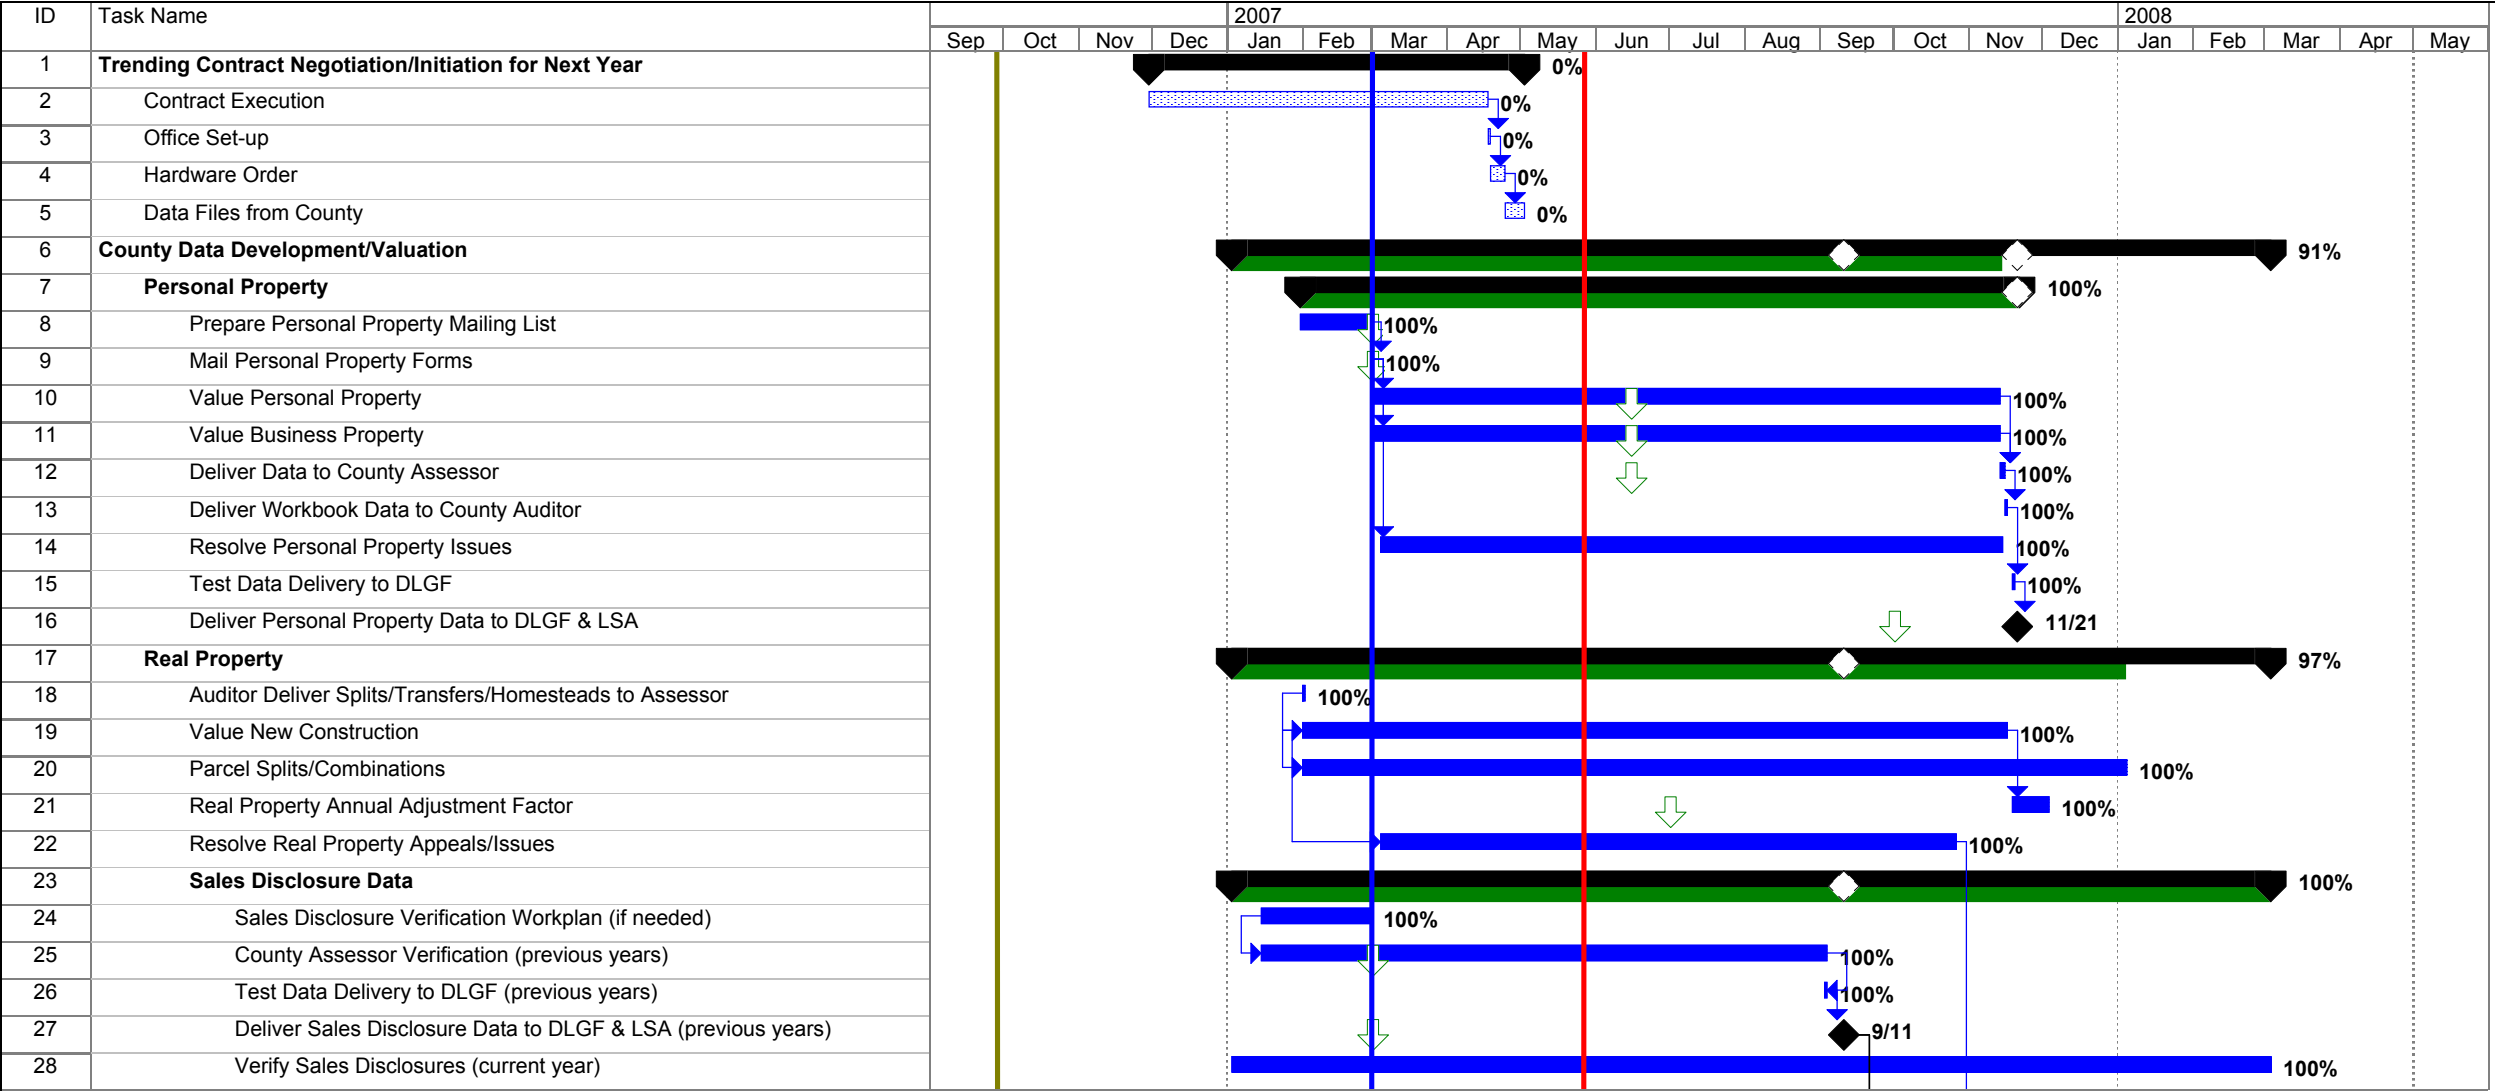 ID Task Name 2007 2008
Sep Oct Nov Dec Jan Feb Mar Apr May Jun Jul Aug Sep Oct Nov Dec Jan Feb Mar Apr May
1 Trending Contract Negotiation/Initiation for Next Year 0%
2 Contract Execution 0%
3 Office Set-up 0%
4 Hardware Order 0%
5 Data Files from County 0%
6 County Data Development/Valuation 91%
7 Personal Property 100%
8 Prepare Personal Property Mailing List 100%
9 Mail Personal Property Forms 100%
10 Value Personal Property 100%
11 Value Business Property 100%
12 Deliver Data to County Assessor 100%
13 Deliver Workbook Data to County Auditor 100%
14 Resolve Personal Property Issues 100%
15 Test Data Delivery to DLGF 100%
16 Deliver Personal Property Data to DLGF & LSA 11/21
17 Real Property 97%
18 Auditor Deliver Splits/Transfers/Homesteads to Assessor 100%
19 Value New Construction 100%
20 Parcel Splits/Combinations 100%
21 Real Property Annual Adjustment Factor 100%
22 Resolve Real Property Appeals/Issues 100%
23 Sales Disclosure Data 100%
24 Sales Disclosure Verification Workplan (if needed) 100%
25 County Assessor Verification (previous years) 100%
26 Test Data Delivery to DLGF (previous years) 100%
27 Deliver Sales Disclosure Data to DLGF & LSA (previous years) 9/11
28 Verify Sales Disclosures (current year) 100%